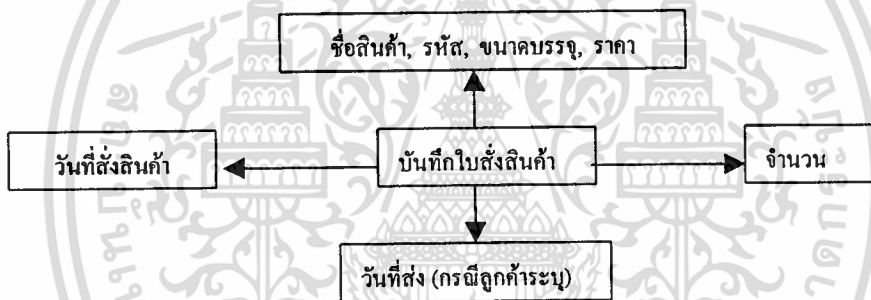 ชื่อสินค้า, รหัส, ขนาดบรรจุ, ราคา
วันที่สั่งสินค้า
บันทึกใบสั่งสินค้า
จำนวน
วันที่ส่ง (กรณีลูกค้าระบุ)